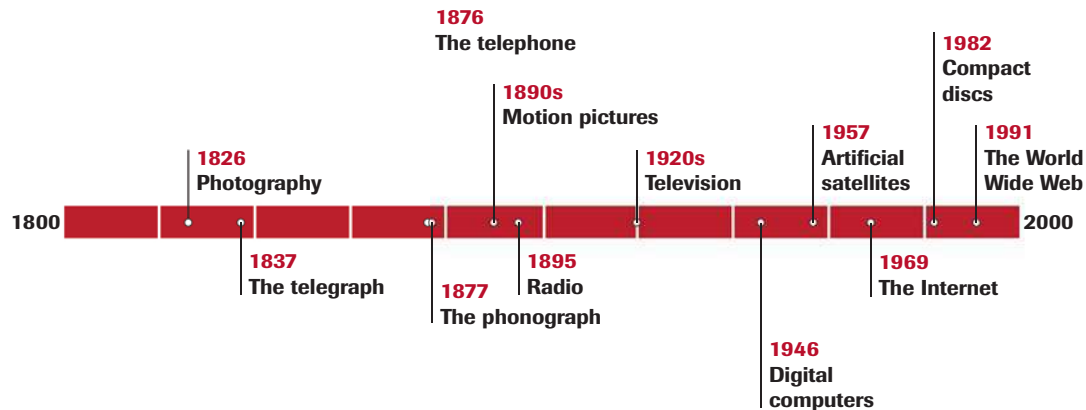 1876
The telephone
1982
Compact
discs
1890s
Motion pictures
1826
Photography
1920s
Television
1957
Artificial
satellites
1991
The World
Wide Web
1800
2000
1837
The telegraph
1877
The phonograph
1895
Radio
1969
The Internet
1946
Digital
computers